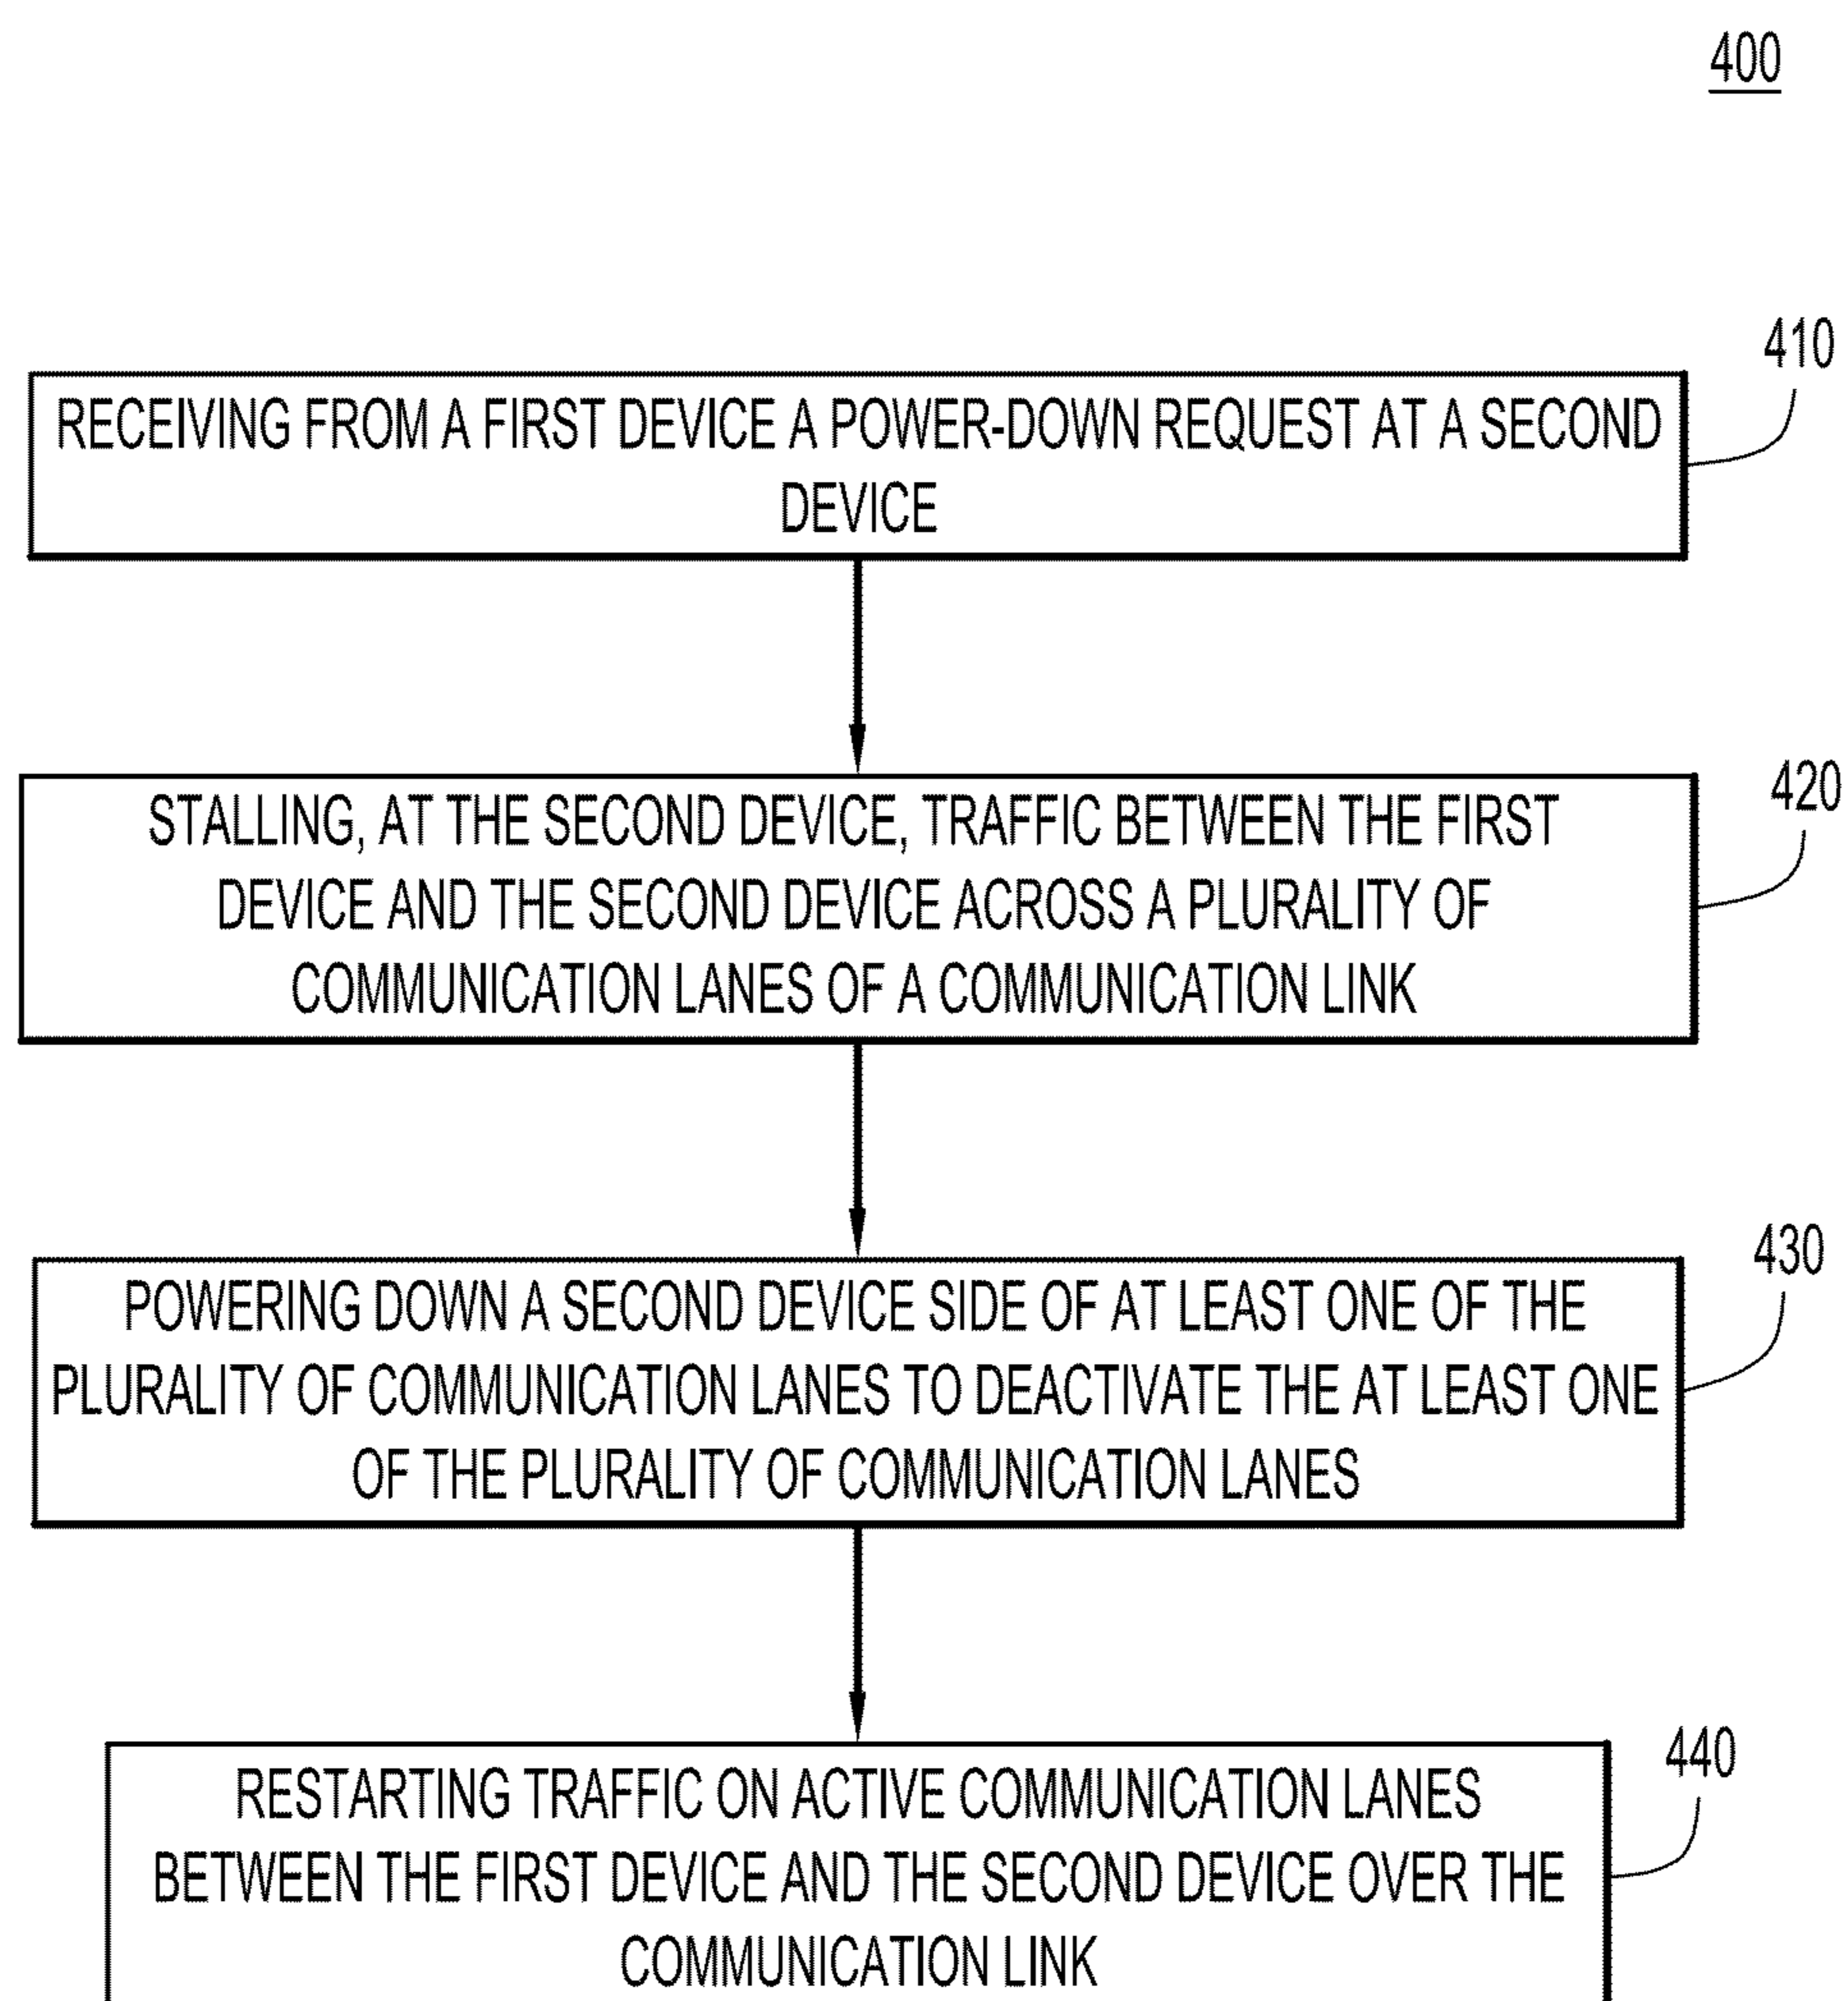 400
410
RECEIVING FROM A FIRST DEVICE A POWER-DOWN REQUEST AT A SECOND
DEVICE
420
STALLING, AT THE SECOND DEVICE, TRAFFIC BETWEEN THE FIRST
DEVICE AND THE SECOND DEVICE ACROSS A PLURALITY OF
COMMUNICATION LANES OF A COMMUNICATION LINK
430
POWERING DOWN A SECOND DEVICE SIDE OF AT LEAST ONE OF THE
PLURALITY OF COMMUNICATION LANES TO DEACTIVATE THE AT LEAST ONE
OF THE PLURALITY OF COMMUNICATION LANES
440
RESTARTING TRAFFIC ON ACTIVE COMMUNICATION LANES
BETWEEN THE FIRST DEVICE AND THE SECOND DEVICE OVER THE
COMMUNICATION LINK